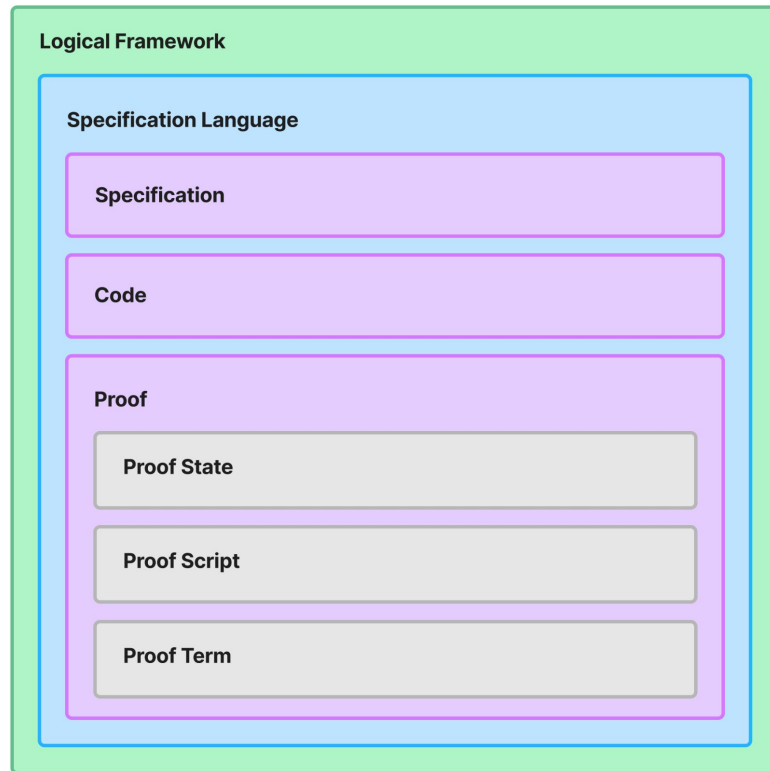 Logical Framework
Specification Language
Specification
Code
Proof
Proof State
Proof Script
Proof Term